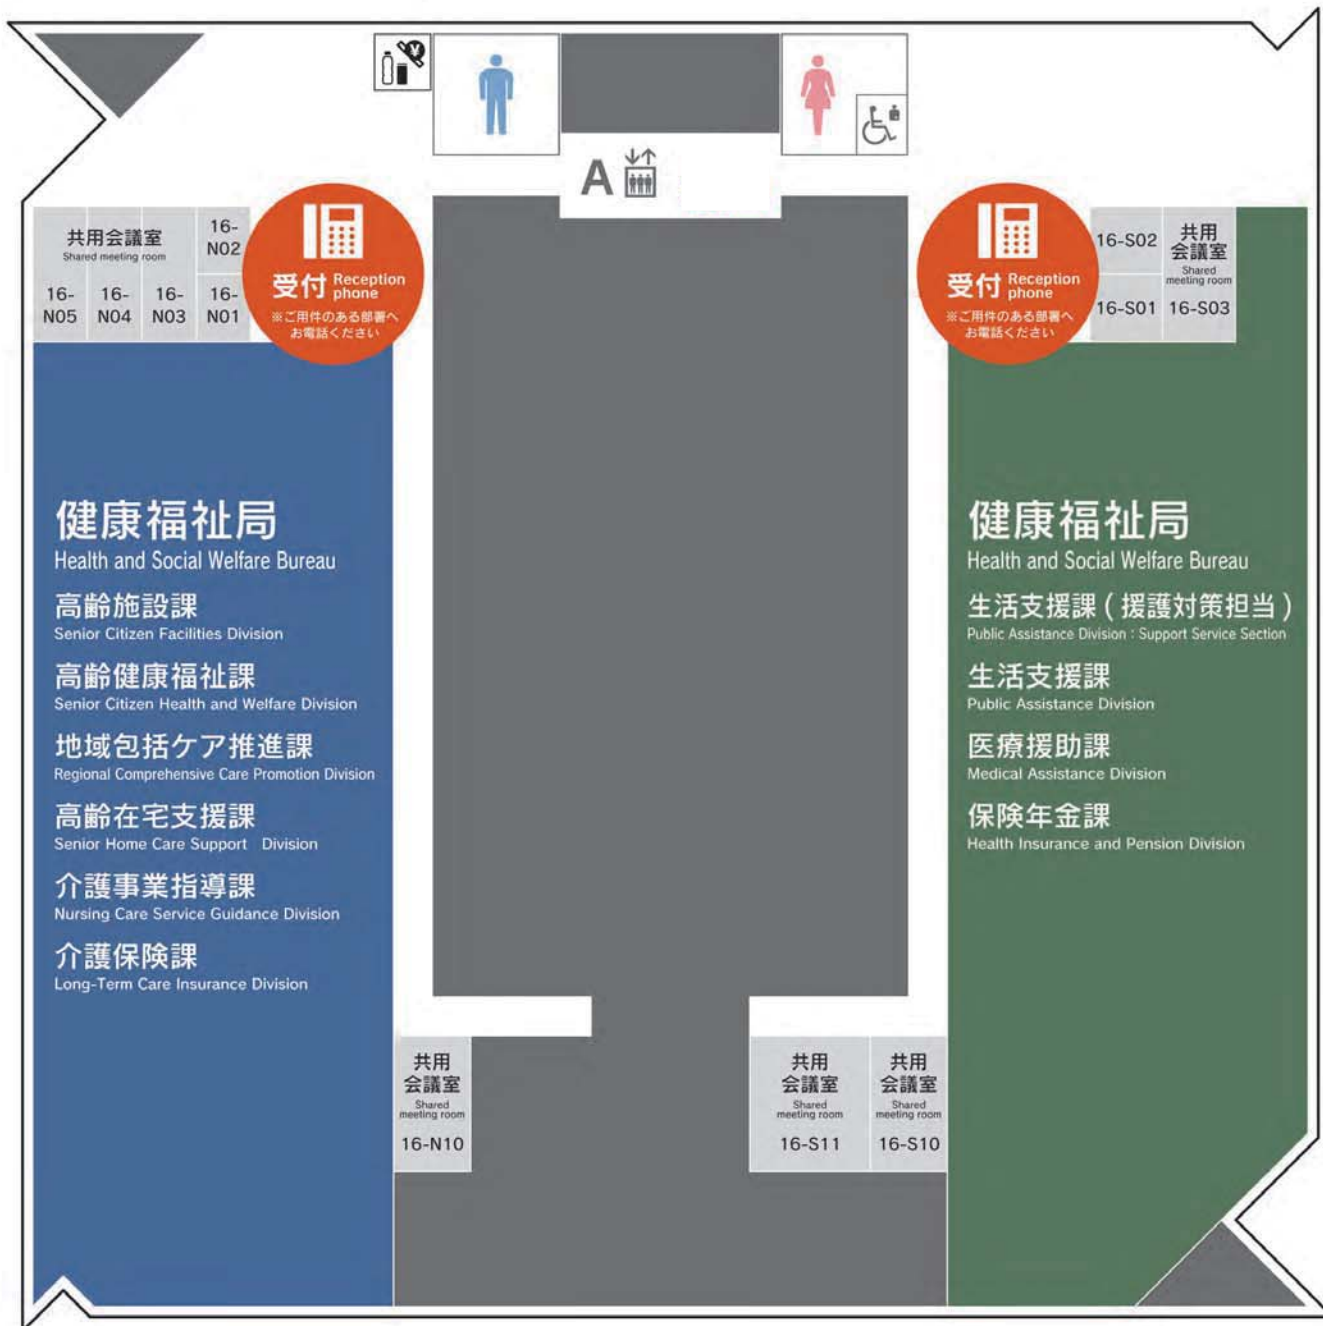 ¥
A
共用会議室
Shared meeting room
16-
N02
16-
N05
16-
N04
16-
N03
16-
N01
受付 Reception
phone
※ご用件のある部署へ
お電話ください
受付 Reception
phone
※ご用件のある部署へ
お電話ください
16-S02
16-S01
共用
会議室
Shared
meeting room
16-S03
健康福祉局
Health and Social Welfare Bureau
高齢施設課
Senior Citizen Facilities Division
高齢健康福祉課
Senior Citizen Health and Welfare Division
地域包括ケア推進課
Regional Comprehensive Care Promotion Division
高齢在宅支援課
Senior Home Care Support Division
介護事業指導課
Nursing Care Service Guidance Division
介護保険課
Long-Term Care Insurance Division
健康福祉局
Health and Social Welfare Bureau
生活支援課 ( 援護対策担当 )
Public Assistance Division : Support Service Section
生活支援課
Public Assistance Division
医療援助課
Medical Assistance Division
保険年金課
Health Insurance and Pension Division
共用
会議室
Shared
meeting room
16-N10
共用
会議室
Shared
meeting room
16-S11
共用
会議室
Shared
meeting room
16-S10